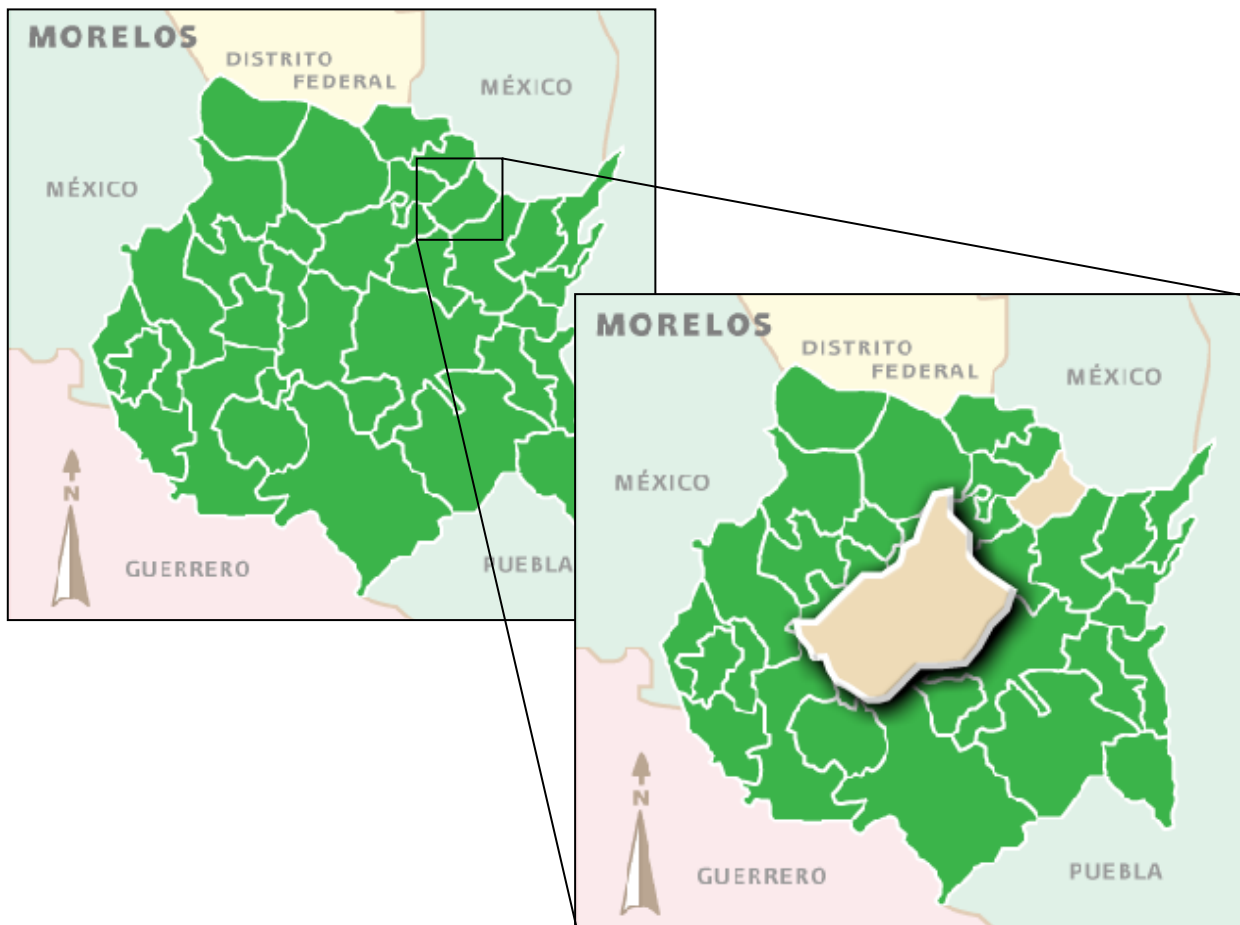 MORELOS
DISTRITO
FEDERAL
MÉXICO
MÉXICO
N
GUERRERO
PUEBLA
MORELOS
DISTRITO
FEDERAL
MÉXICO
MÉXICO
N
GUERRERO
PUEBLA